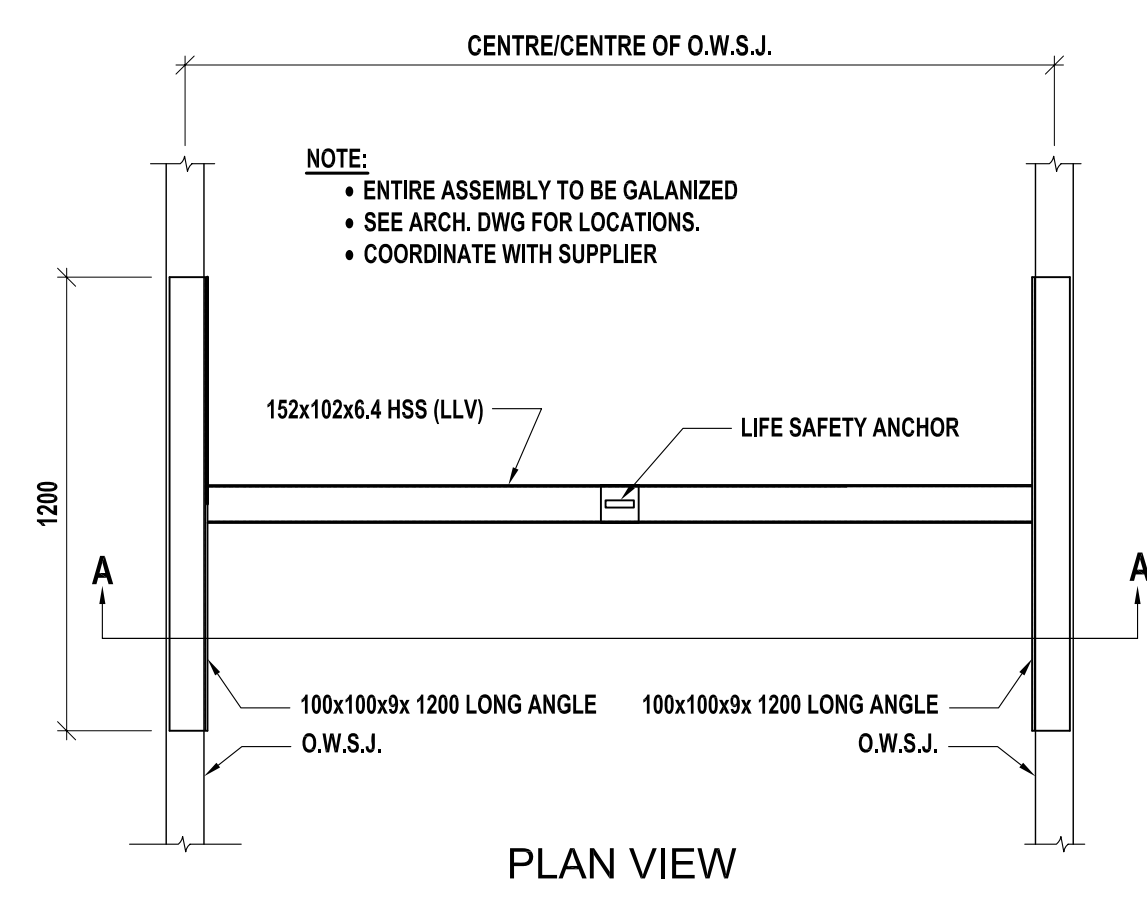 CENTRE/CENTRE OF O.W.S.J.
NOTE:
• ENTIRE ASSEMBLY TO BE GALANIZED
• SEE ARCH. DWG FOR LOCATIONS.
• COORDINATE WITH SUPPLIER
152x102x6.4 HSS (LLV)
LIFE SAFETY ANCHOR
1200
A
A
100x100x9x 1200 LONG ANGLE
100x100x9x 1200 LONG ANGLE
O.W.S.J.
O.W.S.J.
PLAN VIEW